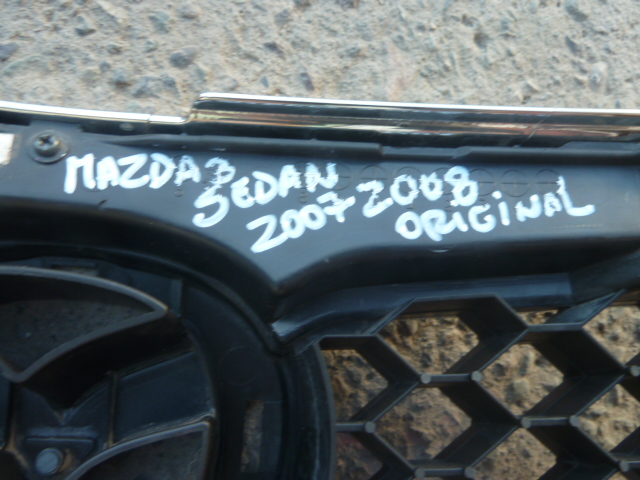 MAZDA3
SEDAN
2007 2008
ORIGINAL